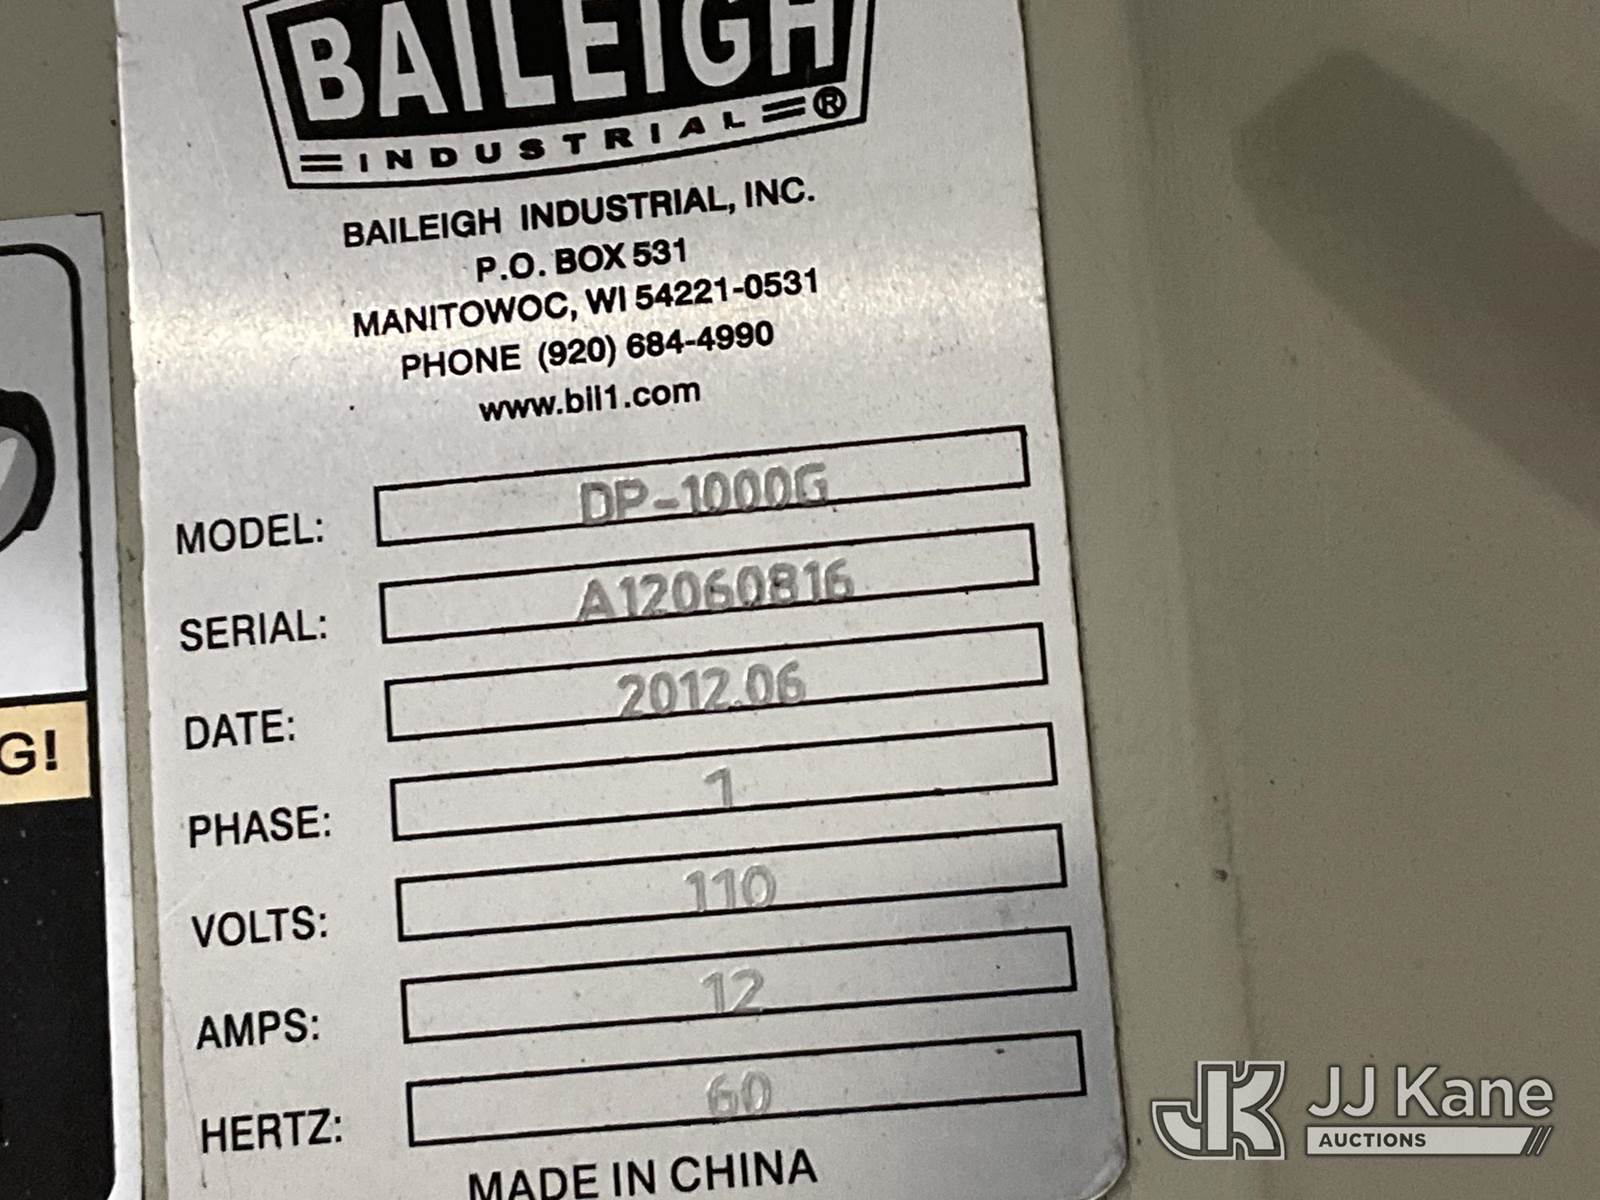 BAILEIGH
INDUSTRIAL ®
BAILEIGH INDUSTRIAL, INC.
P.O. BOX 531
MANITOWOC, WI 54221-0531
PHONE (920) 684-4990
www.bil1.com
MODEL: DP-1000G
SERIAL: A12060816
DATE: 2012.06
PHASE: 1
VOLTS: 110
AMPS: 12
HERTZ: 60
MADE IN CHINA
G!
JK JJ Kane
AUCTIONS